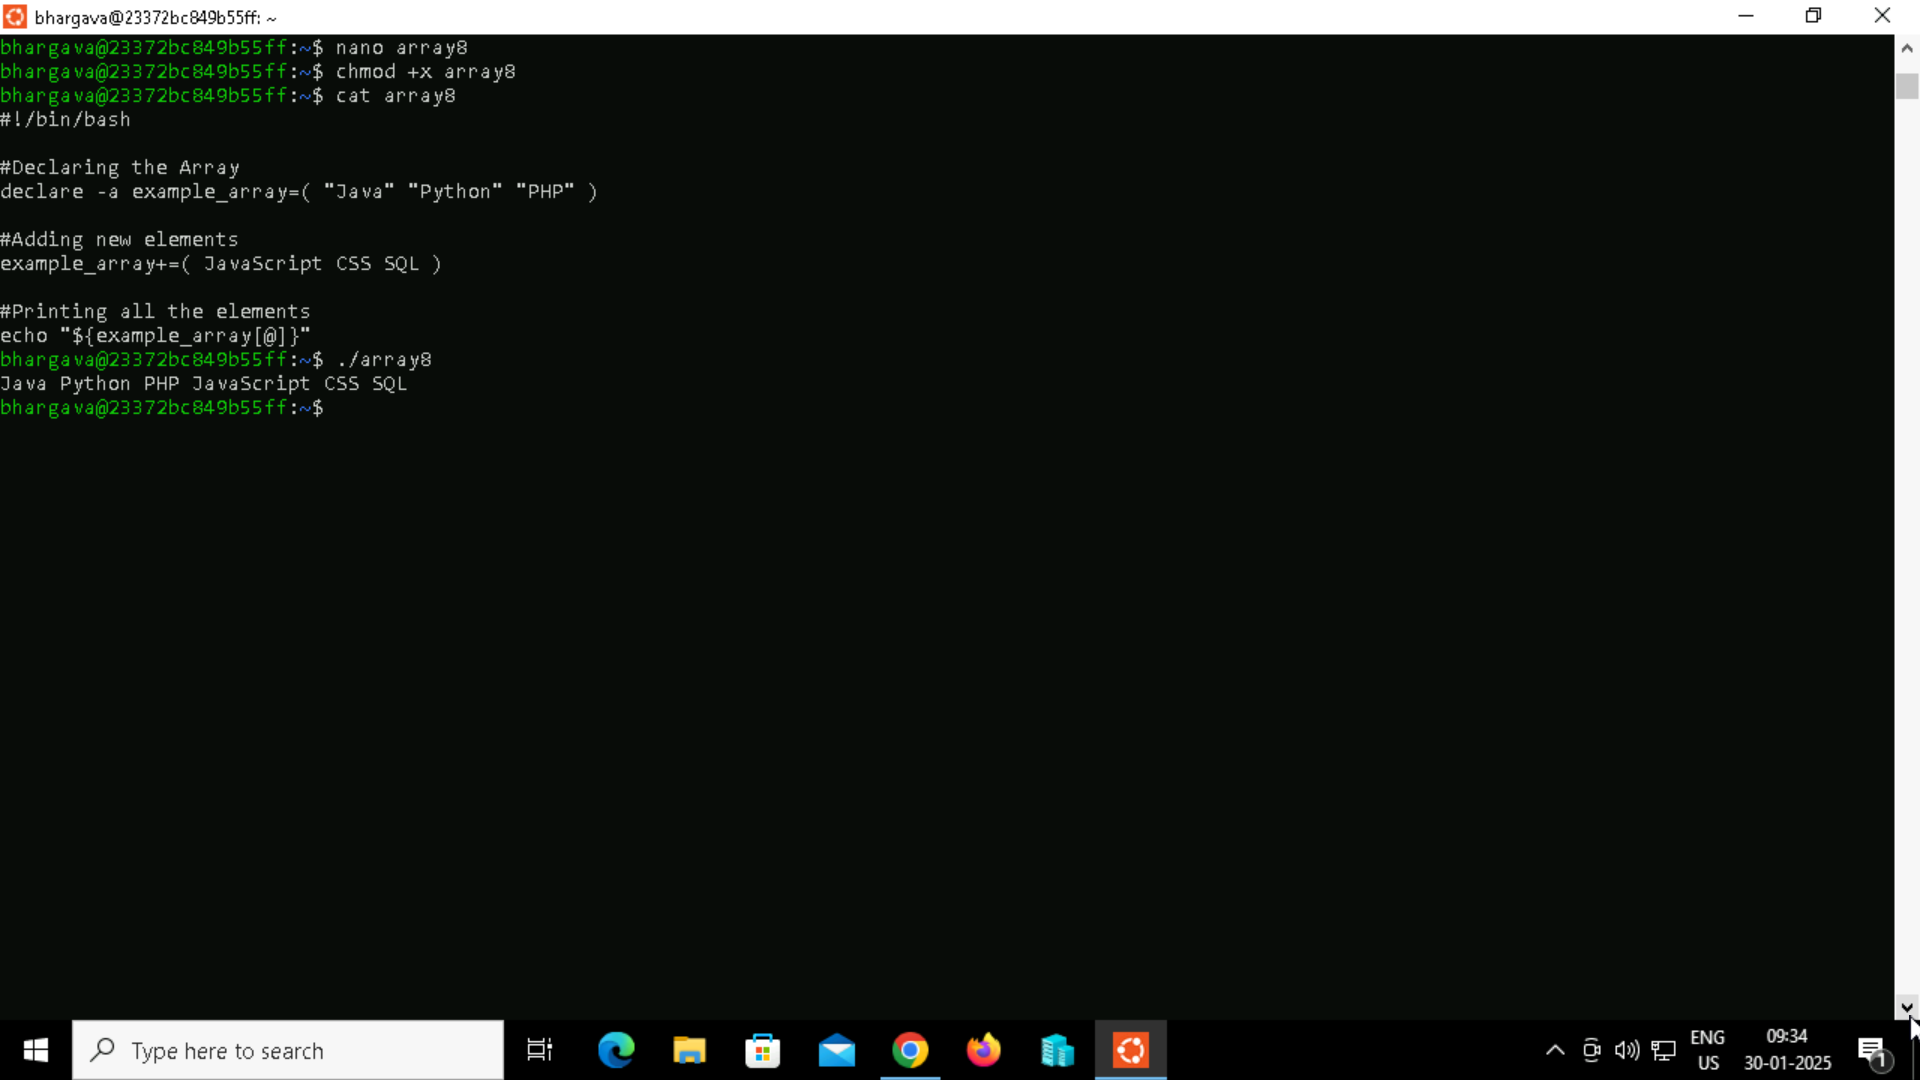 bhargava@23372bc849b55ff: ~
bhargava@23372bc849b55ff:~$ nano array8
bhargava@23372bc849b55ff:~$ chmod +x array8
bhargava@23372bc849b55ff:~$ cat array8
#!/bin/bash
#Declaring the Array
declare -a example_array=( "Java" "Python" "PHP" )
#Adding new elements
example_array+=( JavaScript CSS SQL )
#Printing all the elements
echo "${example_array[@]}"
bhargava@23372bc849b55ff:~$ ./array8
Java Python PHP JavaScript CSS SQL
bhargava@23372bc849b55ff:~$
Type here to search
ENG
US
09:34
30-01-2025
1